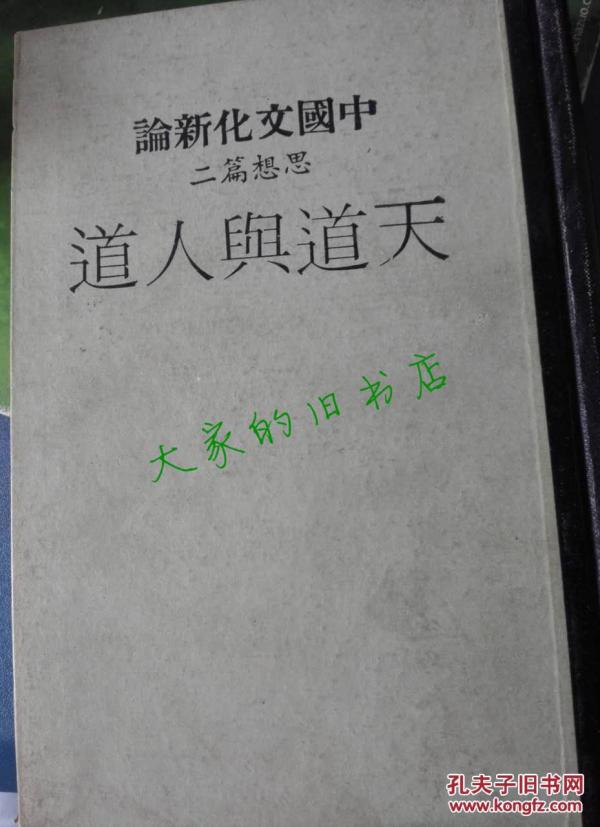 中國文化新論
思想篇二
天道與人道
大家的旧书店
孔夫子旧书网
www.kongfz.com